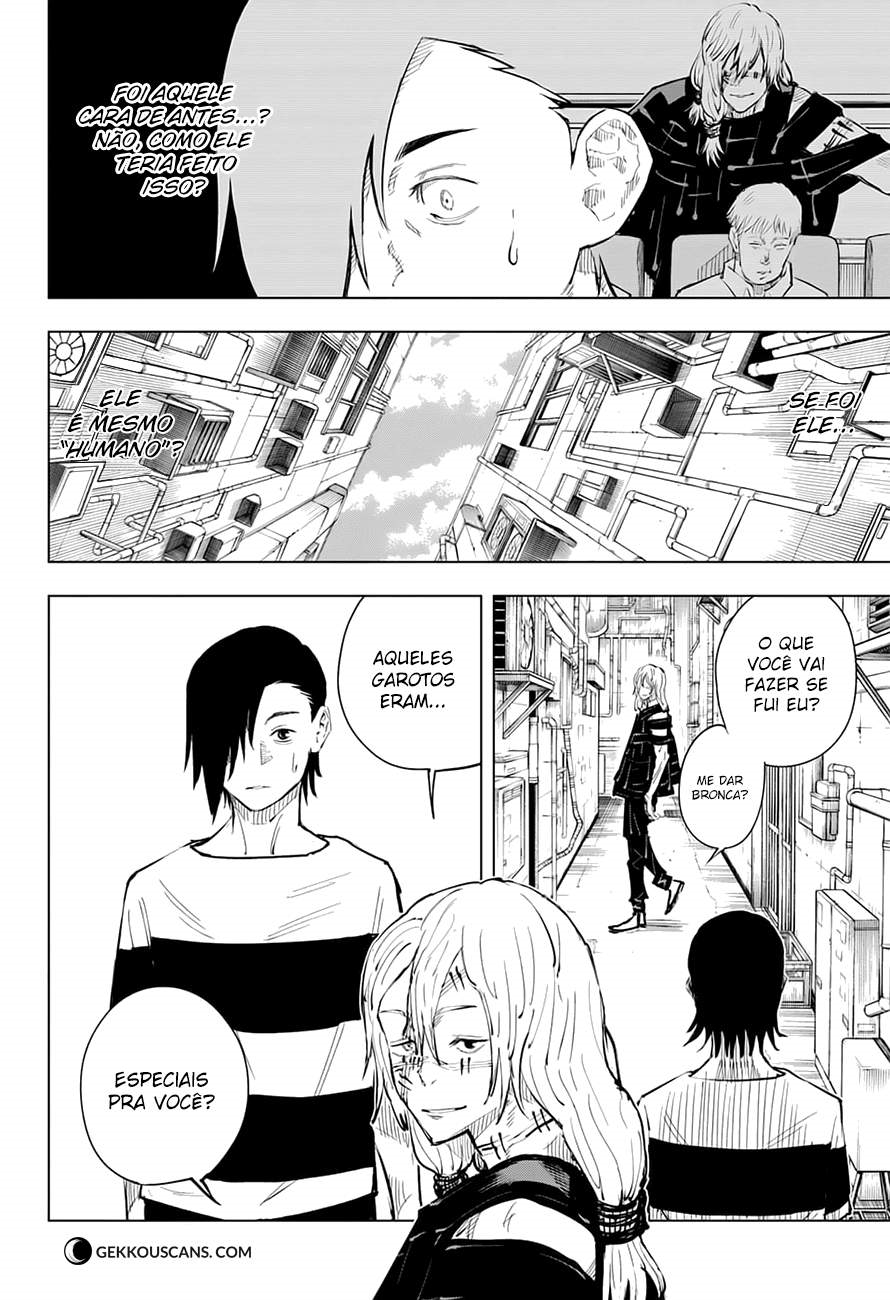 FOI AQUELE
CARA DE ANTES...?
NÃO, COMO ELE
TERIA FEITO
ISSO?
SE FOI
ELE...
ELE
É MESMO
"HUMANO"?
O QUE
VOCÊ VAI
FAZER SE
FUI EU?
ME DAR
BRONCA?
AQUELES
GAROTOS
ERAM...
ESPECIAIS
PRA VOCÊ?
GEKKOUSCANS.COM